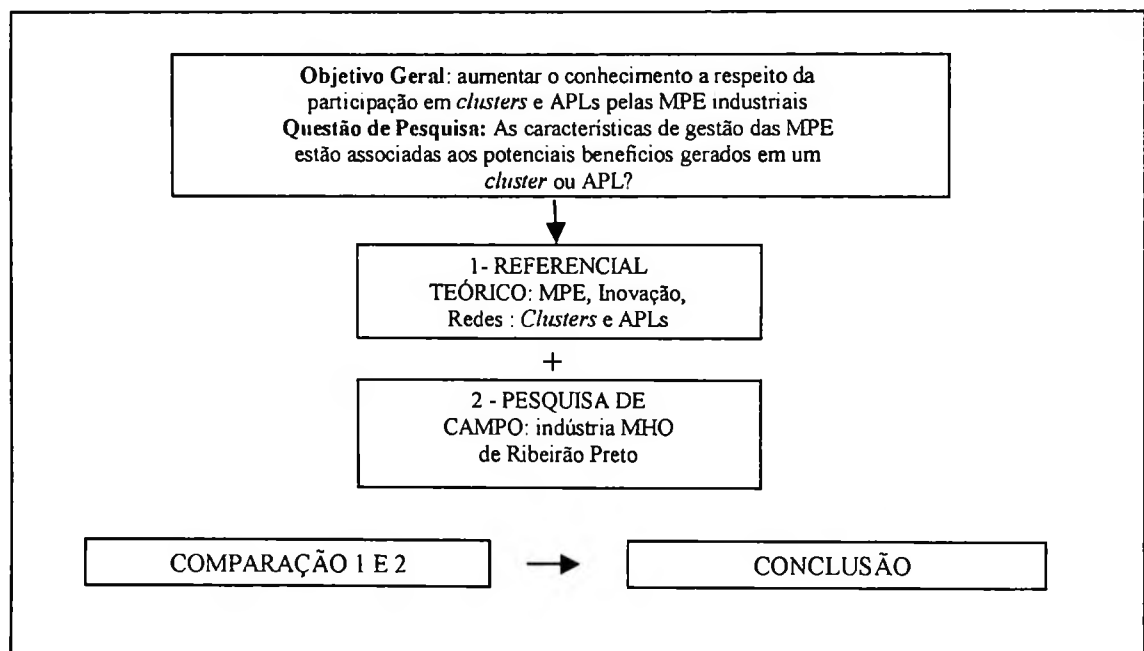 Objetivo Geral: aumentar o conhecimento a respeito da
participação em clusters e APLs pelas MPE industriais
Questão de Pesquisa: As características de gestão das MPE
estão associadas aos potenciais benefícios gerados em um
cluster ou APL?
1- REFERENCIAL
TEÓRICO: MPE, Inovação,
Redes : Clusters e APLs
+
2 - PESQUISA DE
CAMPO: indústria MHO
de Ribeirão Preto
COMPARAÇÃO 1 E 2
CONCLUSÃO